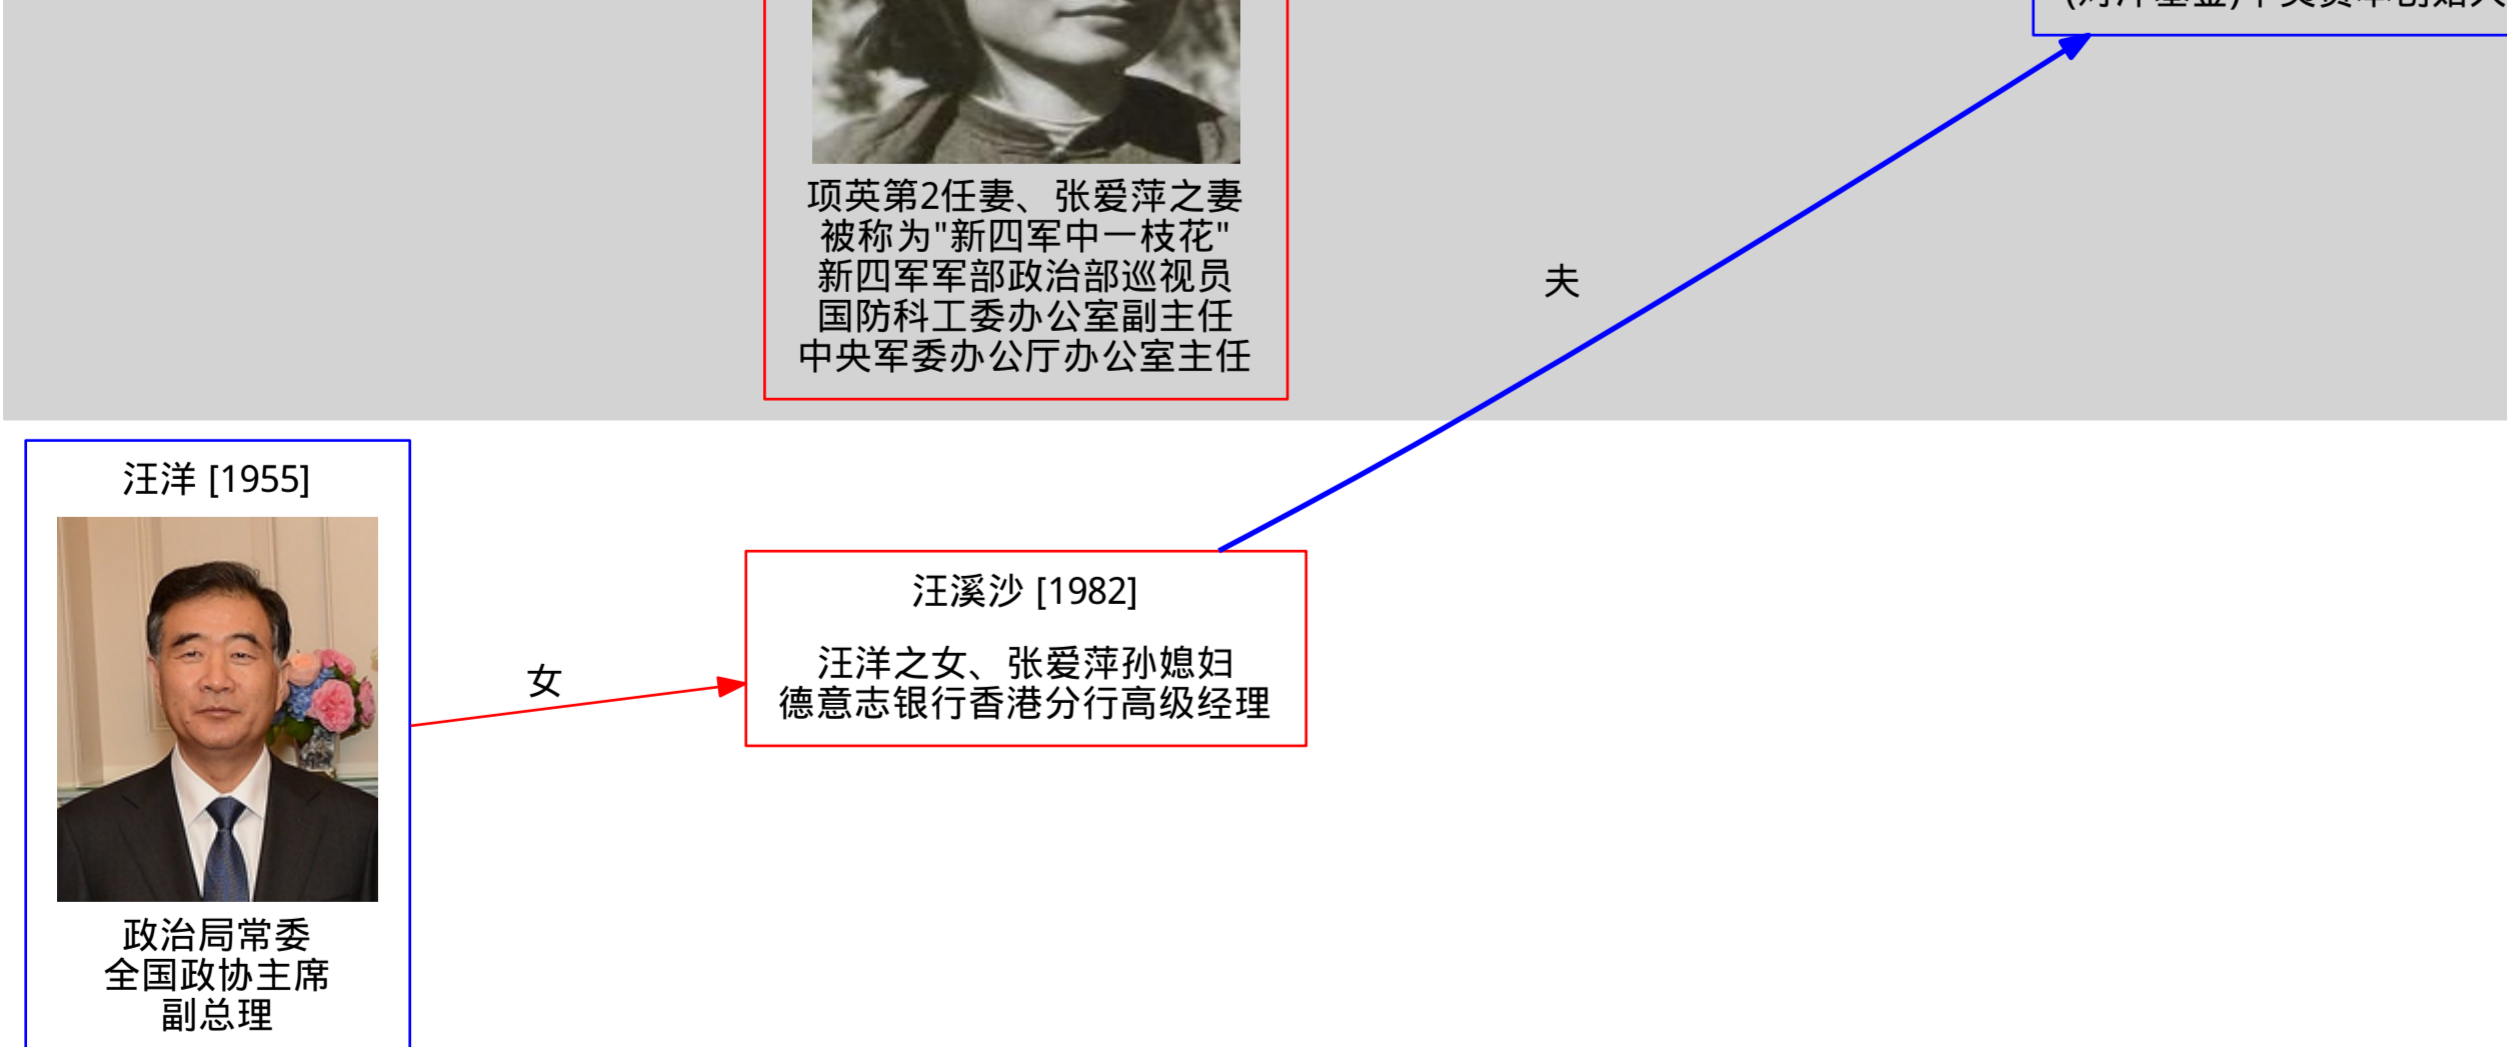 项英第2任妻、张爱萍之妻
被称为"新四军中一枝花"
新四军军部政治部巡视员
国防科工委办公室副主任
中央军委办公厅办公室主任
夫
汪洋 [1955]
政治局常委
全国政协主席
副总理
女
汪溪沙 [1982]
汪洋之女、张爱萍孙媳妇
德意志银行香港分行高级经理